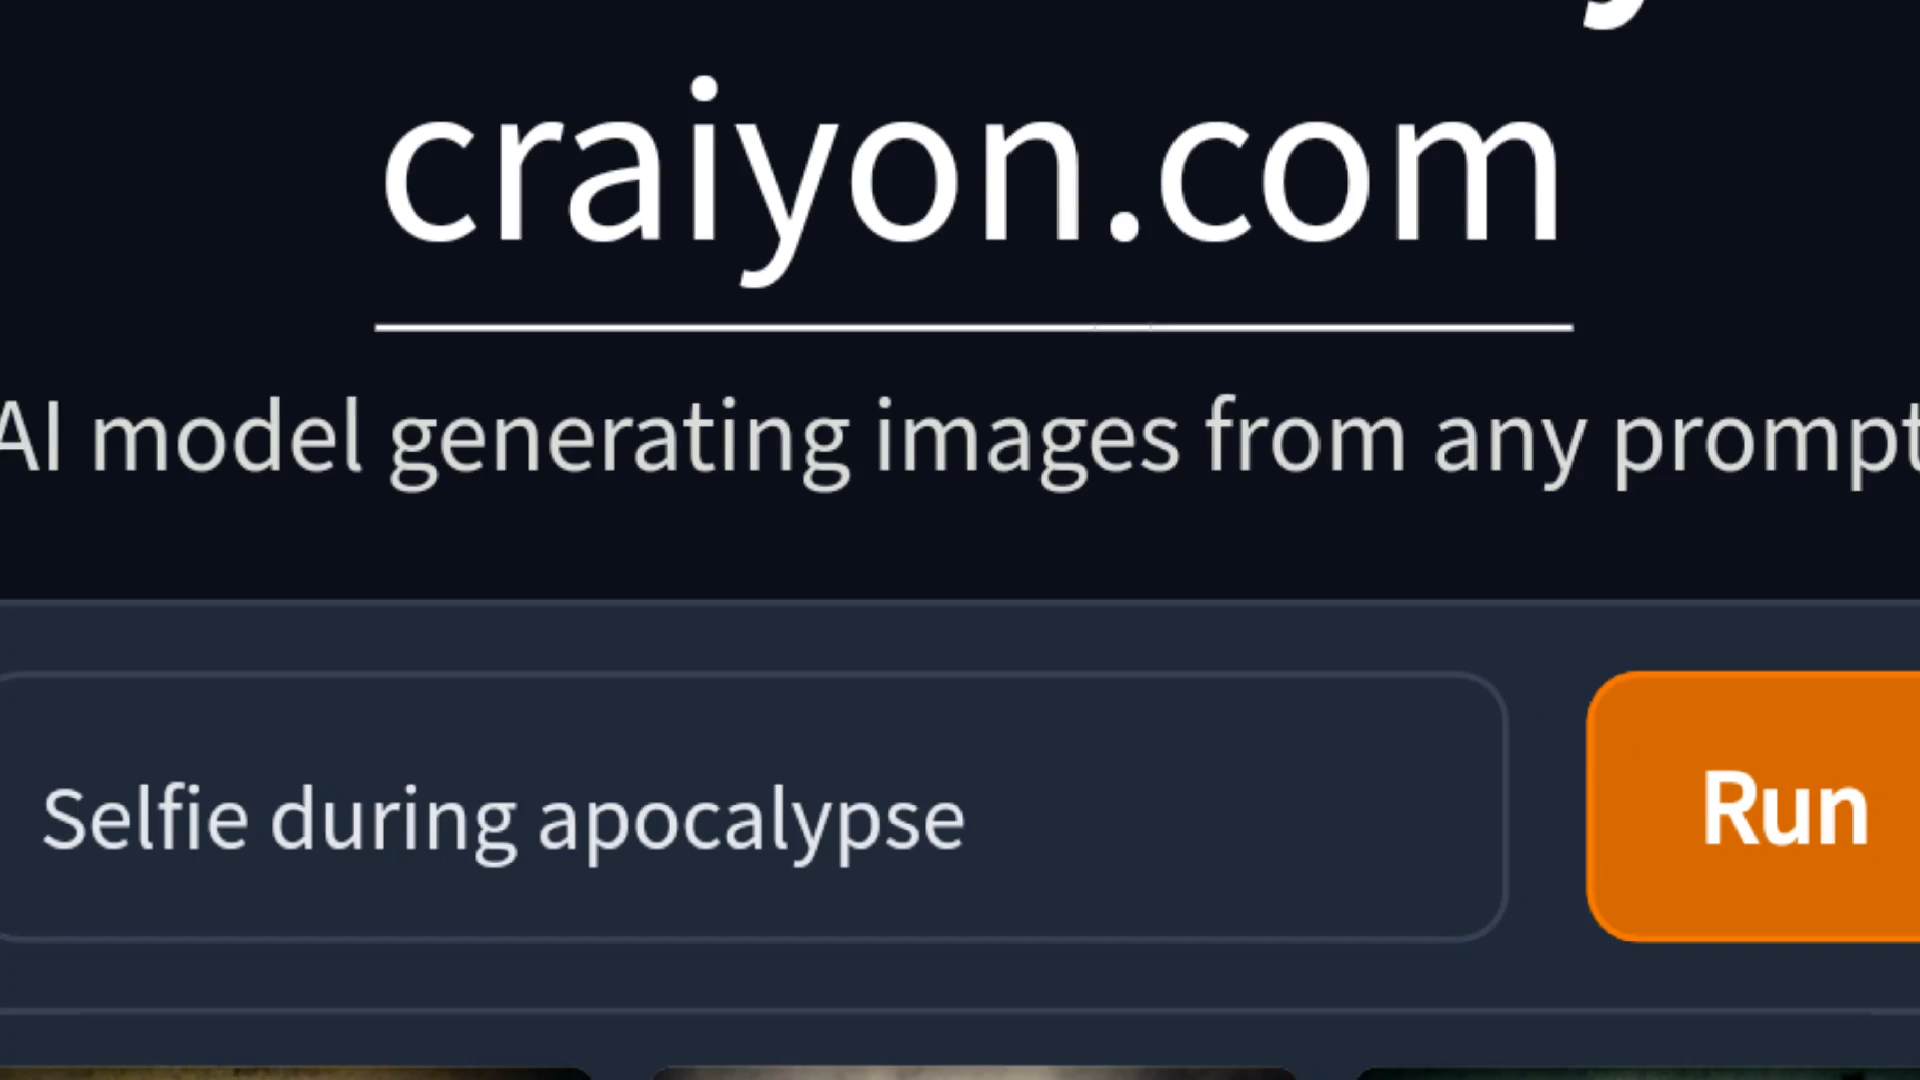 craiyon.com
AI model generating images from any prompt
Selfie during apocalypse
Run